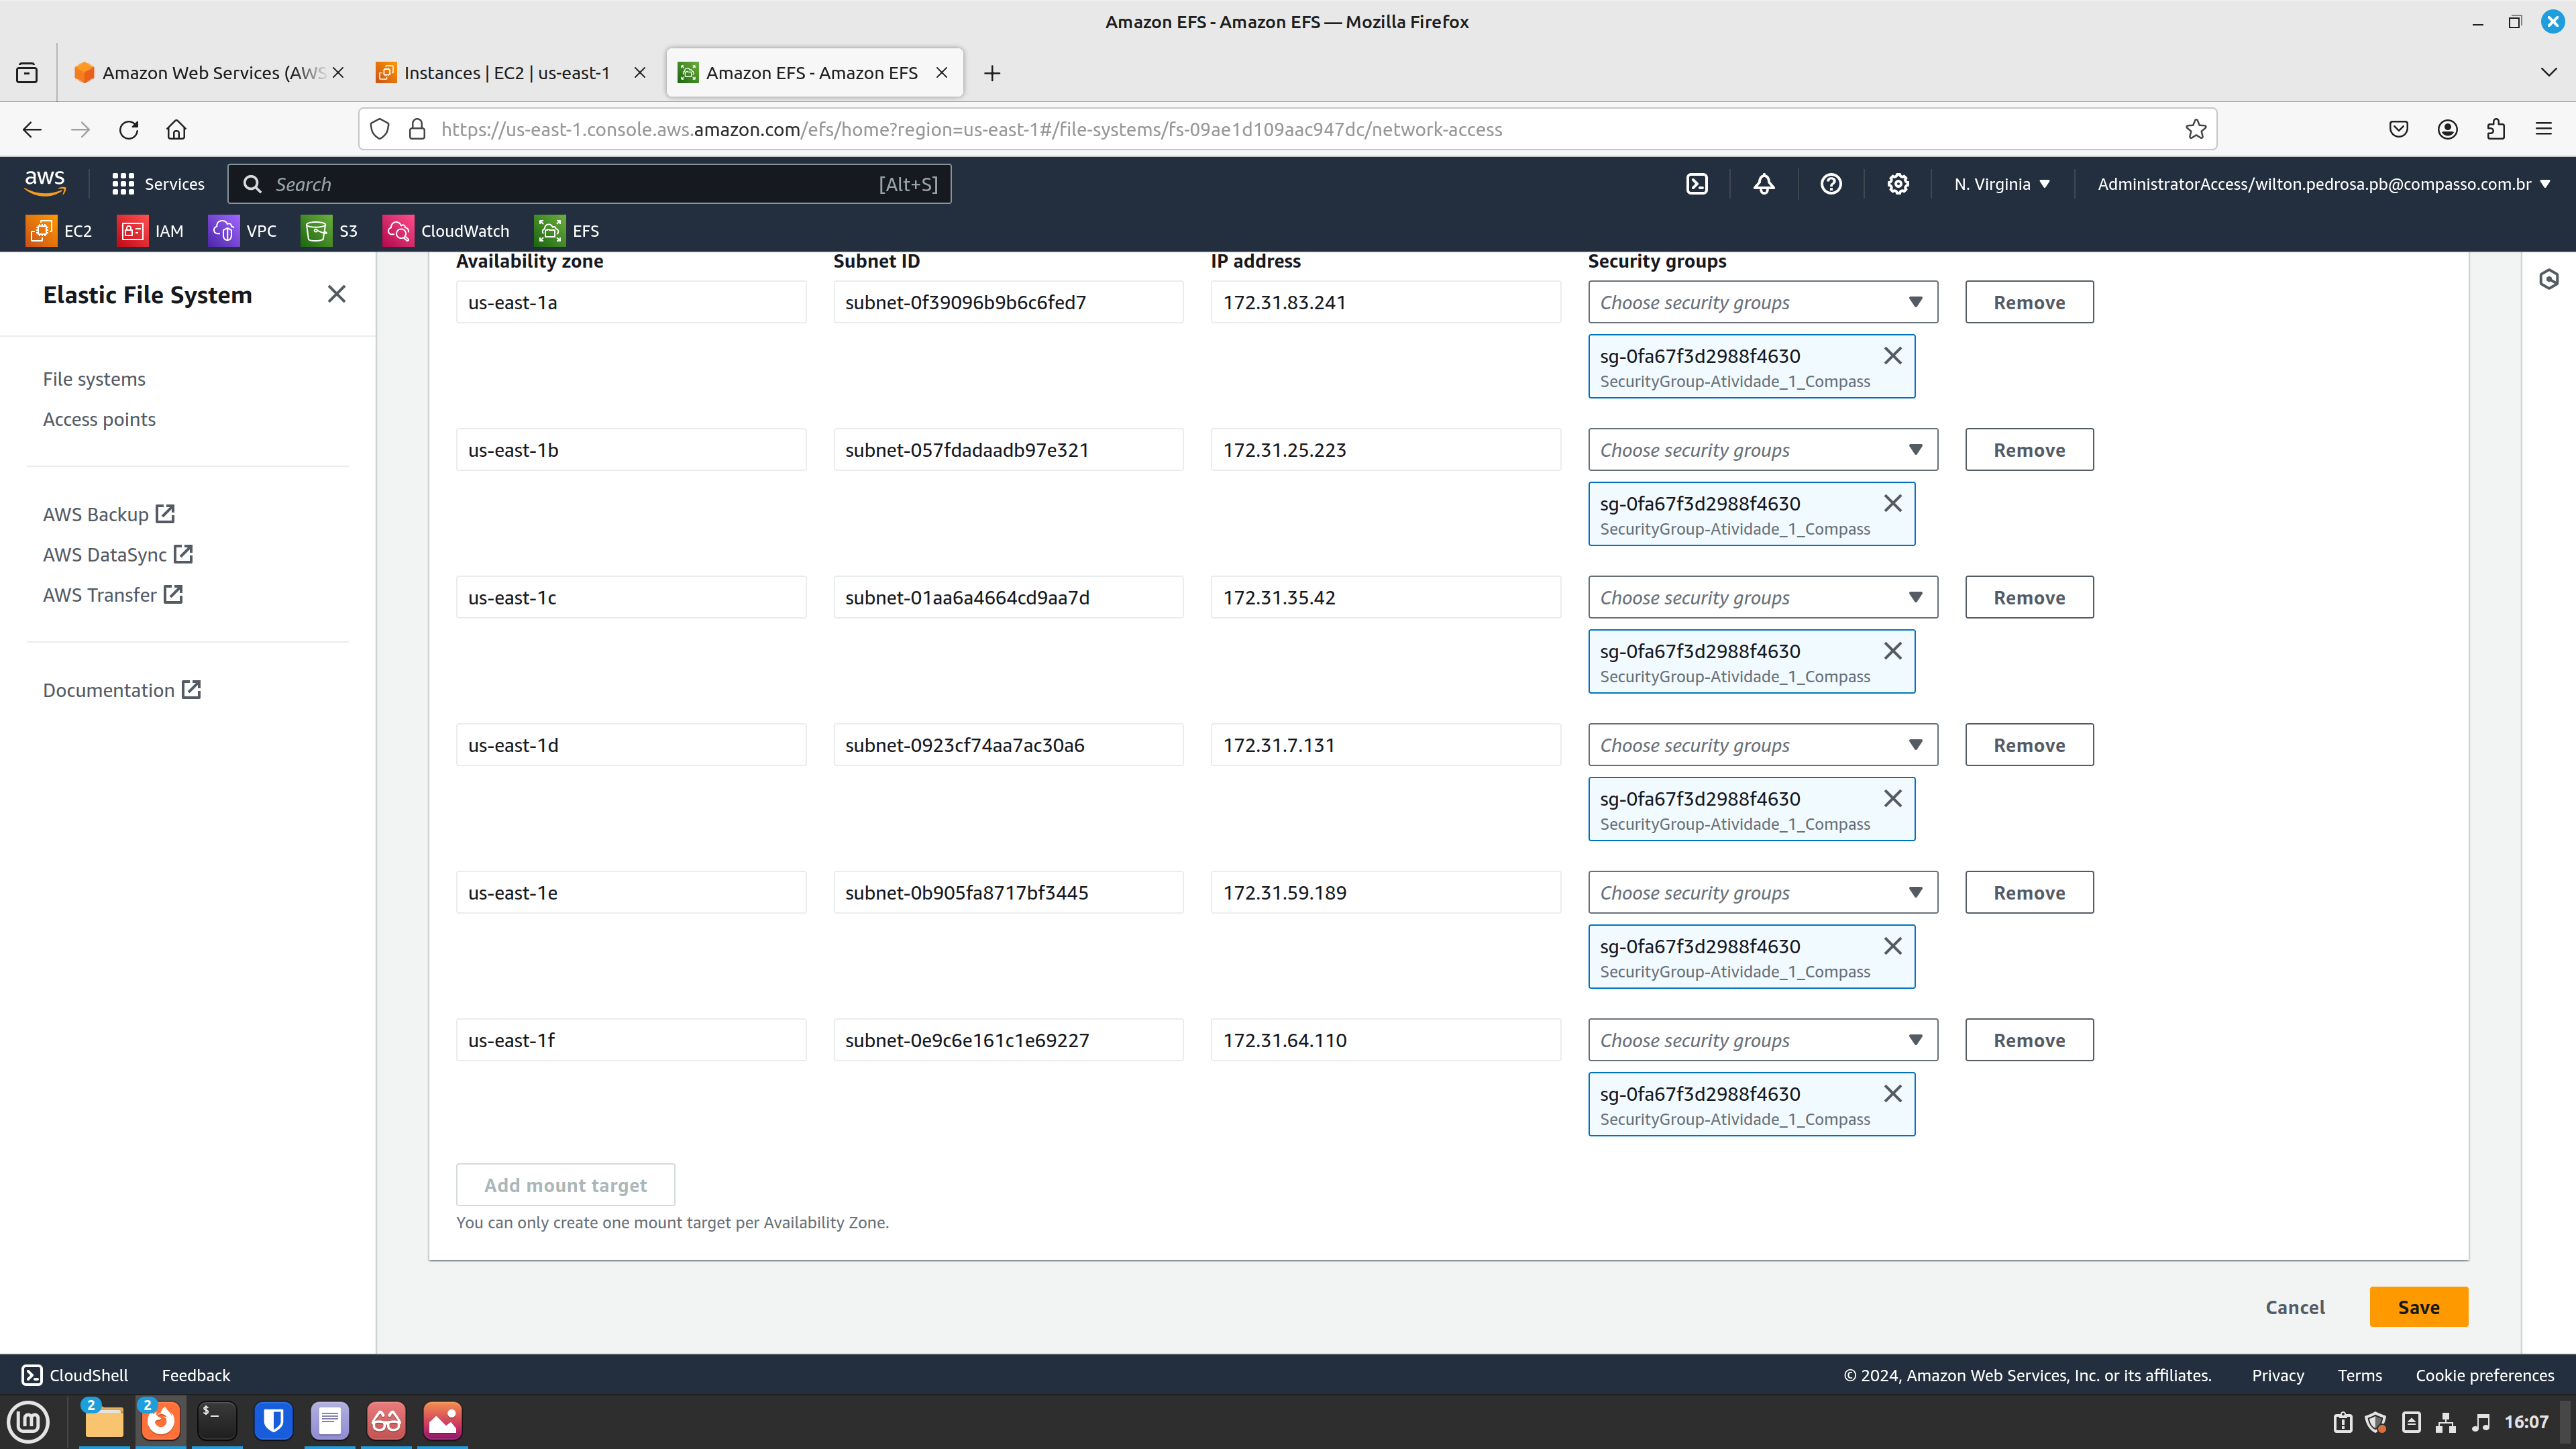 Amazon EFS - Amazon EFS — Mozilla Firefox
Amazon Web Services (AWS
Instances | EC2 | us-east-1
Amazon EFS - Amazon EFS
https://us-east-1.console.aws.amazon.com/efs/home?region=us-east-1#/file-systems/fs-09ae1d109aac947dc/network-access
aws
Services
Search
[Alt+S]
N. Virginia
AdministratorAccess/wilton.pedrosa.pb@compasso.com.br
EC2
IAM
VPC
S3
CloudWatch
EFS
Elastic File System
File systems
Access points
AWS Backup
AWS DataSync
AWS Transfer
Documentation
Availability zone Subnet ID IP address Security groups
us-east-1a subnet-0f39096b9b6c6fed7 172.31.83.241 Choose security groups Remove
sg-0fa67f3d2988f4630
SecurityGroup-Atividade_1_Compass
us-east-1b subnet-057fdadaadb97e321 172.31.25.223 Choose security groups Remove
sg-0fa67f3d2988f4630
SecurityGroup-Atividade_1_Compass
us-east-1c subnet-01aa6a4664cd9aa7d 172.31.35.42 Choose security groups Remove
sg-0fa67f3d2988f4630
SecurityGroup-Atividade_1_Compass
us-east-1d subnet-0923cf74aa7ac30a6 172.31.7.131 Choose security groups Remove
sg-0fa67f3d2988f4630
SecurityGroup-Atividade_1_Compass
us-east-1e subnet-0b905fa8717bf3445 172.31.59.189 Choose security groups Remove
sg-0fa67f3d2988f4630
SecurityGroup-Atividade_1_Compass
us-east-1f subnet-0e9c6e161c1e69227 172.31.64.110 Choose security groups Remove
sg-0fa67f3d2988f4630
SecurityGroup-Atividade_1_Compass
Add mount target
You can only create one mount target per Availability Zone.
Cancel
Save
CloudShell
Feedback
© 2024, Amazon Web Services, Inc. or its affiliates.
Privacy
Terms
Cookie preferences
2
2
16:07